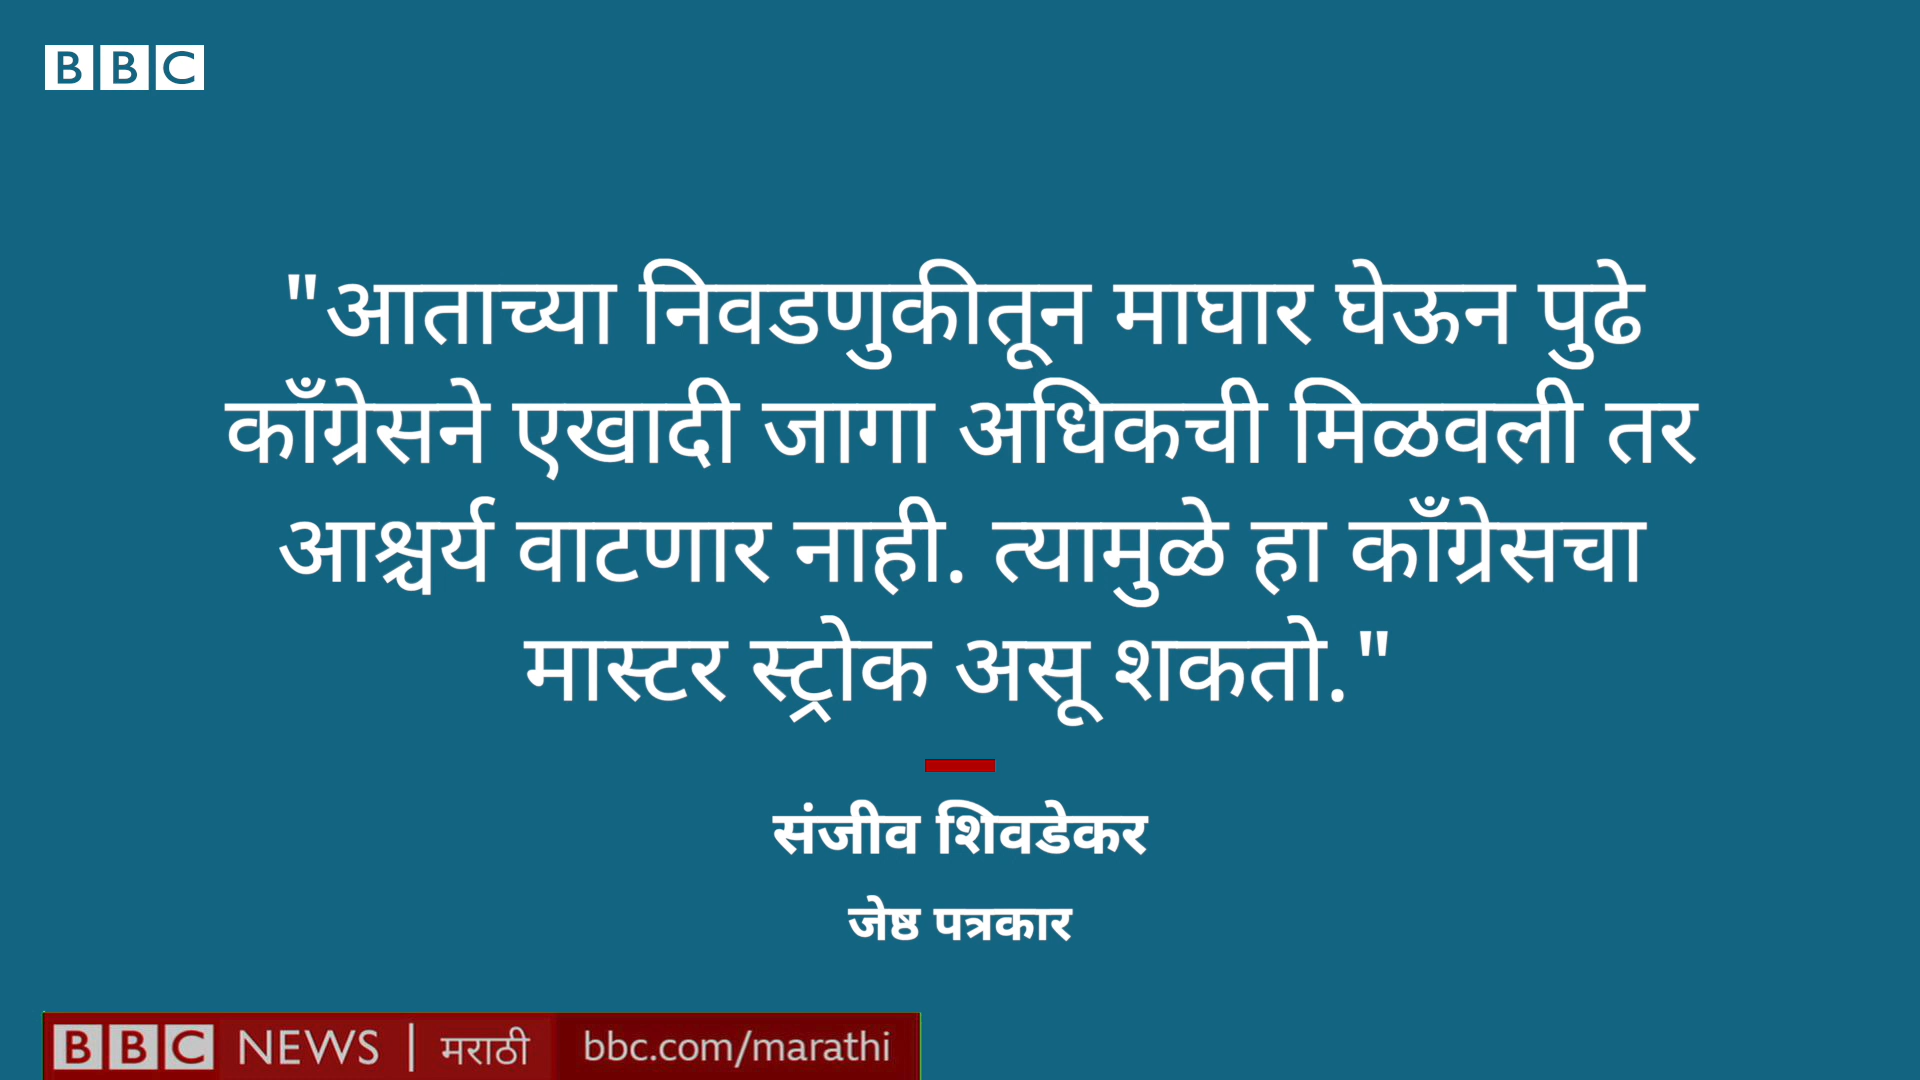 BBC
"आताच्या निवडणुकीतून माघार घेऊन पुढे
काँग्रेसने एखादी जागा अधिकची मिळवली तर
आश्चर्य वाटणार नाही. त्यामुळे हा काँग्रेसचा
मास्टर स्ट्रोक असू शकतो."
संजीव शिवडेकर
जेष्ठ पत्रकार
BBC NEWS | मराठी bbc.com/marathi